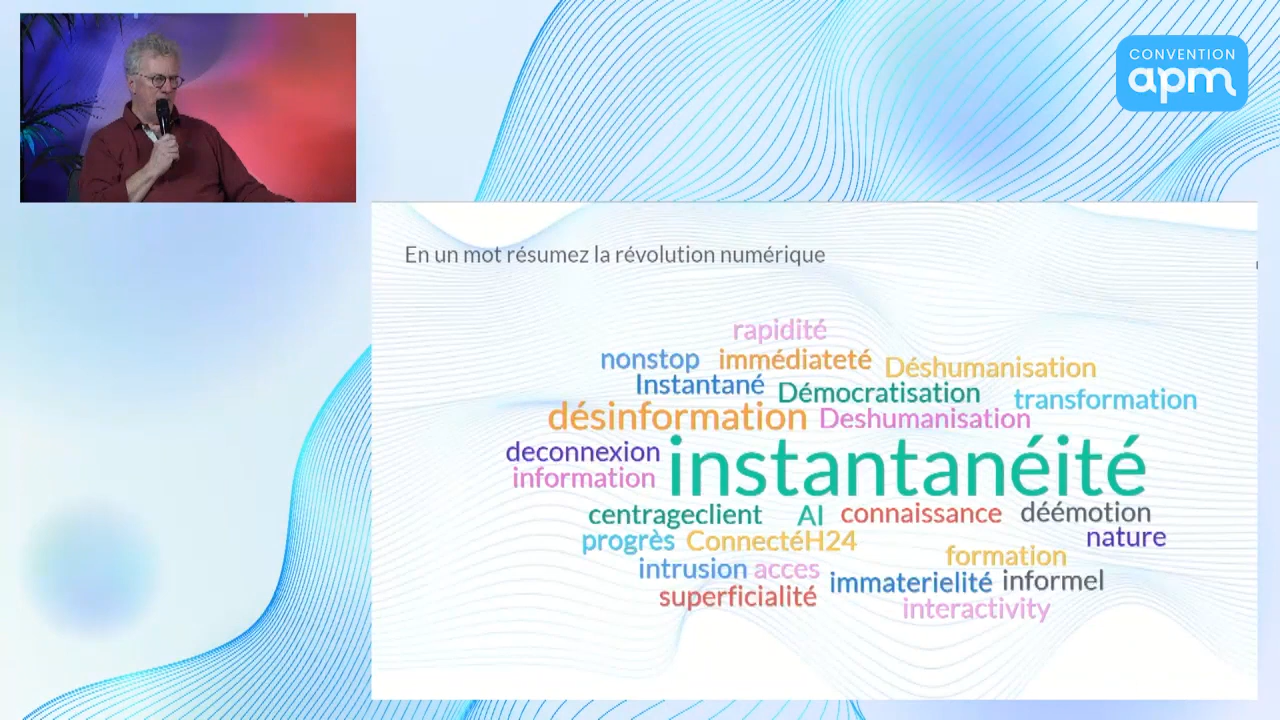 CONVENTION
apm
En un mot résumez la révolution numérique
rapidité
nonstop immédiateté Déshumanisation
Instantané Démocratisation transformation
désinformation Deshumanisation
deconnexion instantanéité
information
centrageclient AI connaissance déémotion
progrès ConnectéH24 nature
intrusion acces formation
superficialité immaterielité informel
interactivity